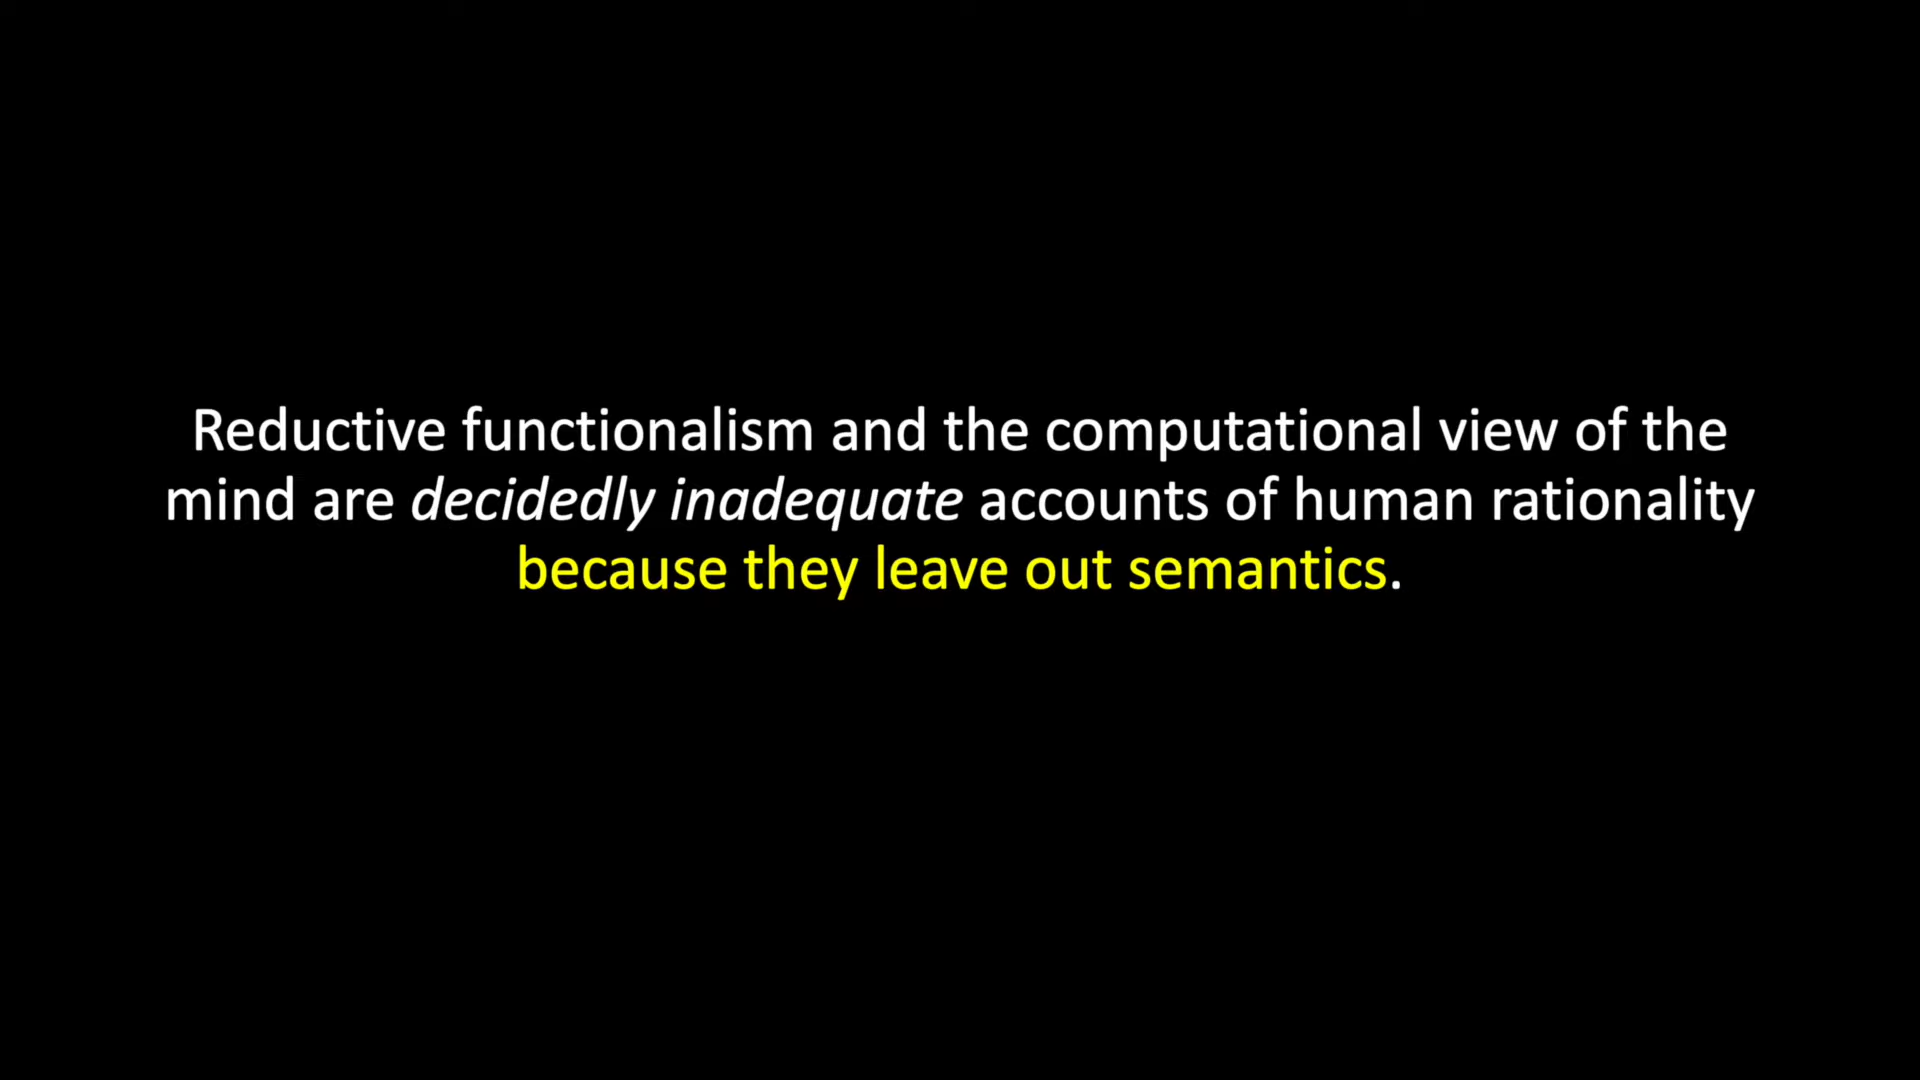 Reductive functionalism and the computational view of the
mind are decidedly inadequate accounts of human rationality
because they leave out semantics.